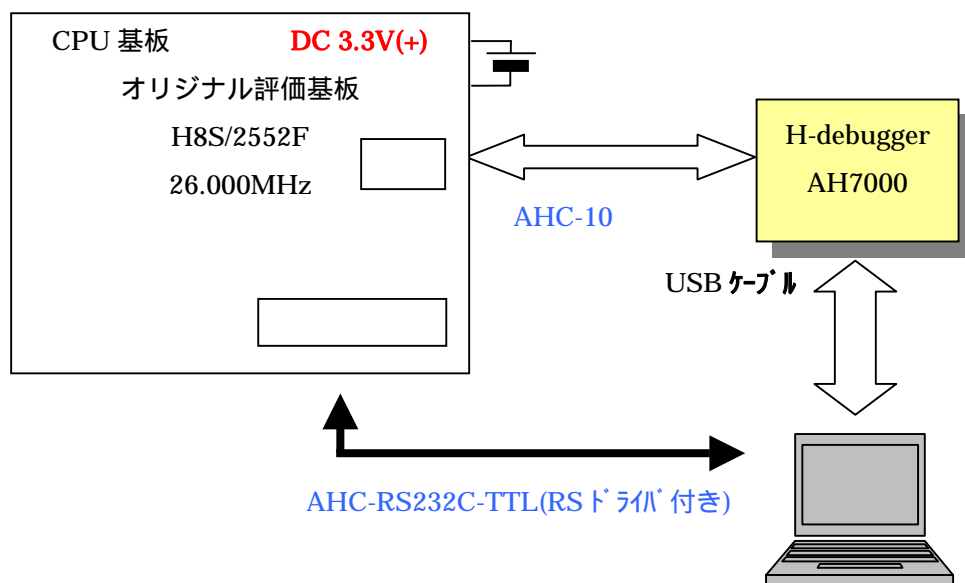 CPU 基板 DC 3.3V(+)
オリジナル評価基板
H8S/2552F
26.000MHz
H-debugger
AH7000
AHC-10
USB ｹｰﾌﾞﾙ
AHC-RS232C-TTL(RSﾄﾞﾗｲﾊﾞ付き)